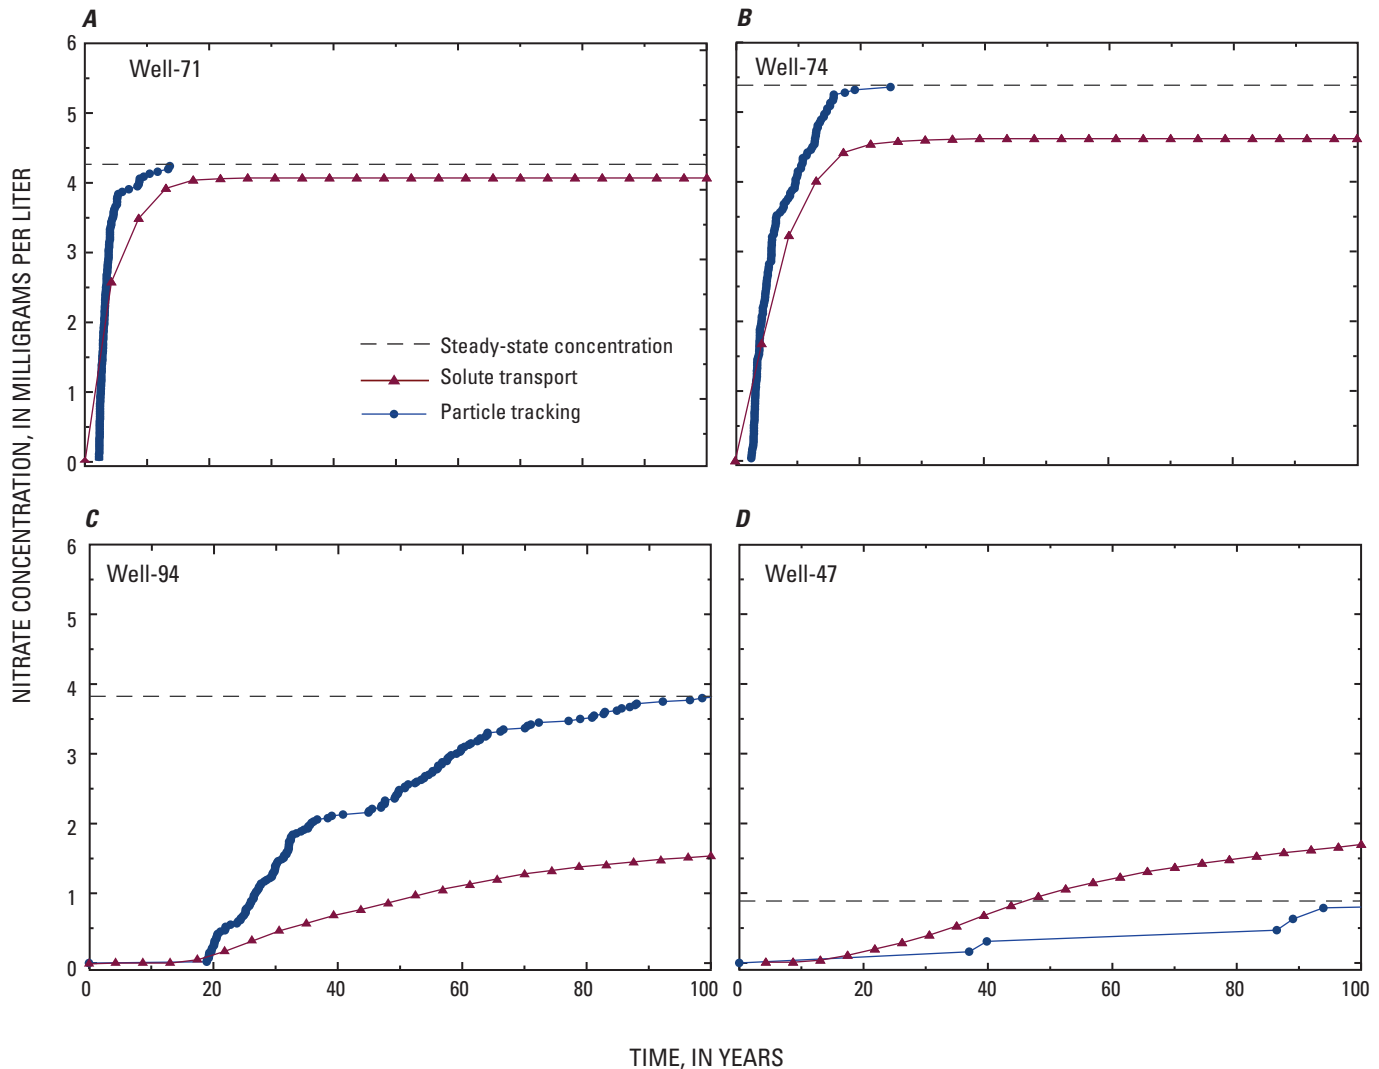 A
B
NITRATE CONCENTRATION, IN MILLIGRAMS PER LITER
6
5
4
3
2
1
0
Well-71
Well-74
Steady-state concentration
Solute transport
Particle tracking
C
D
6
5
4
3
2
1
0
Well-94
Well-47
0 20 40 60 80 100
0 20 40 60 80 100
TIME, IN YEARS